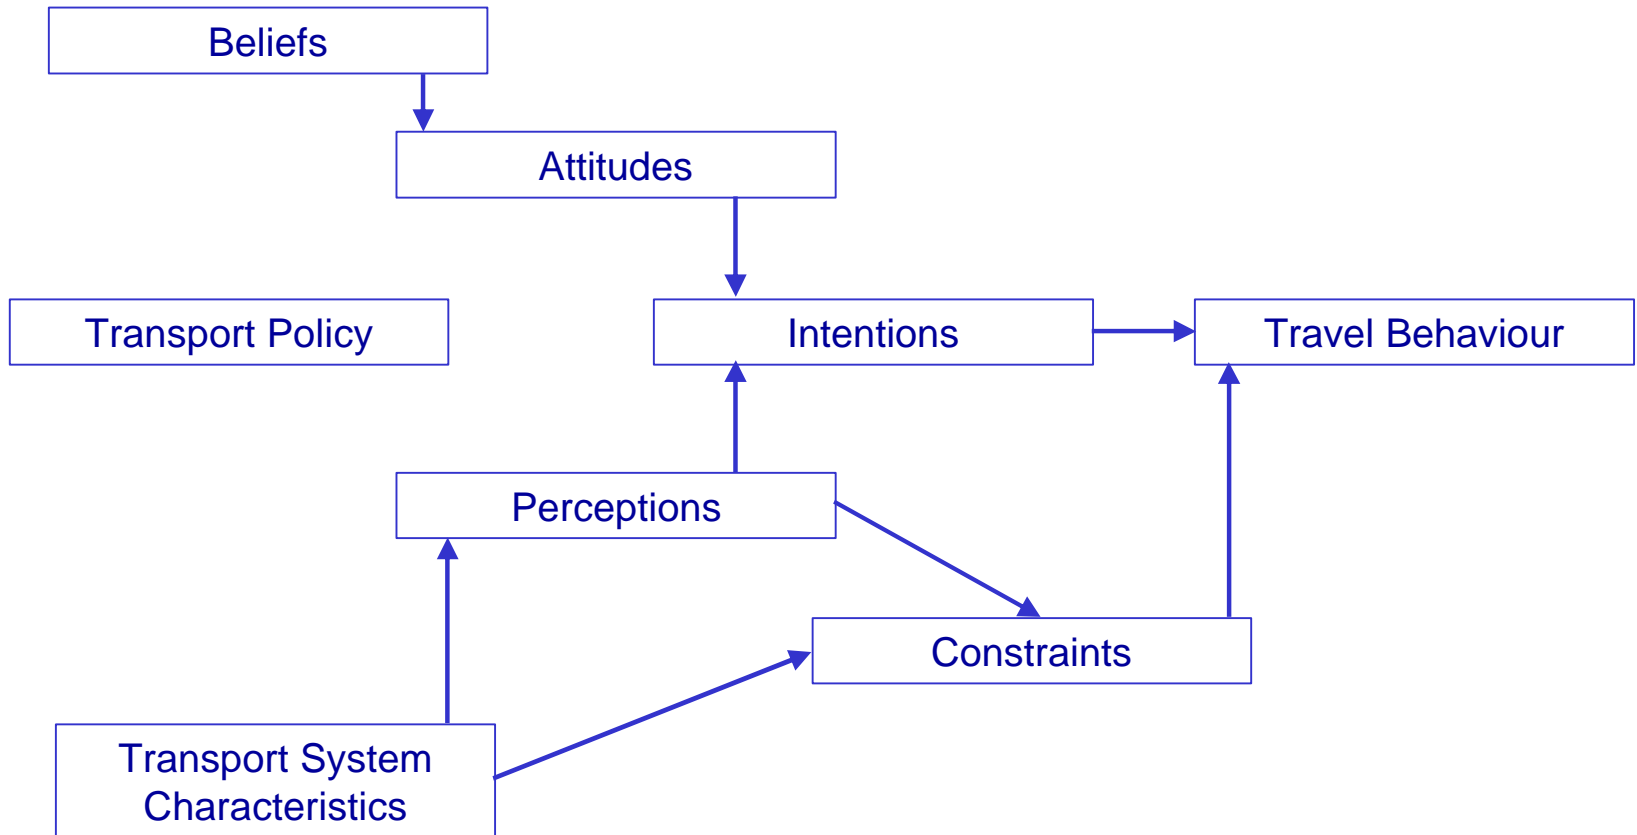 Beliefs
Attitudes
Transport Policy
Intentions
Travel Behaviour
Perceptions
Constraints
Transport System
Characteristics